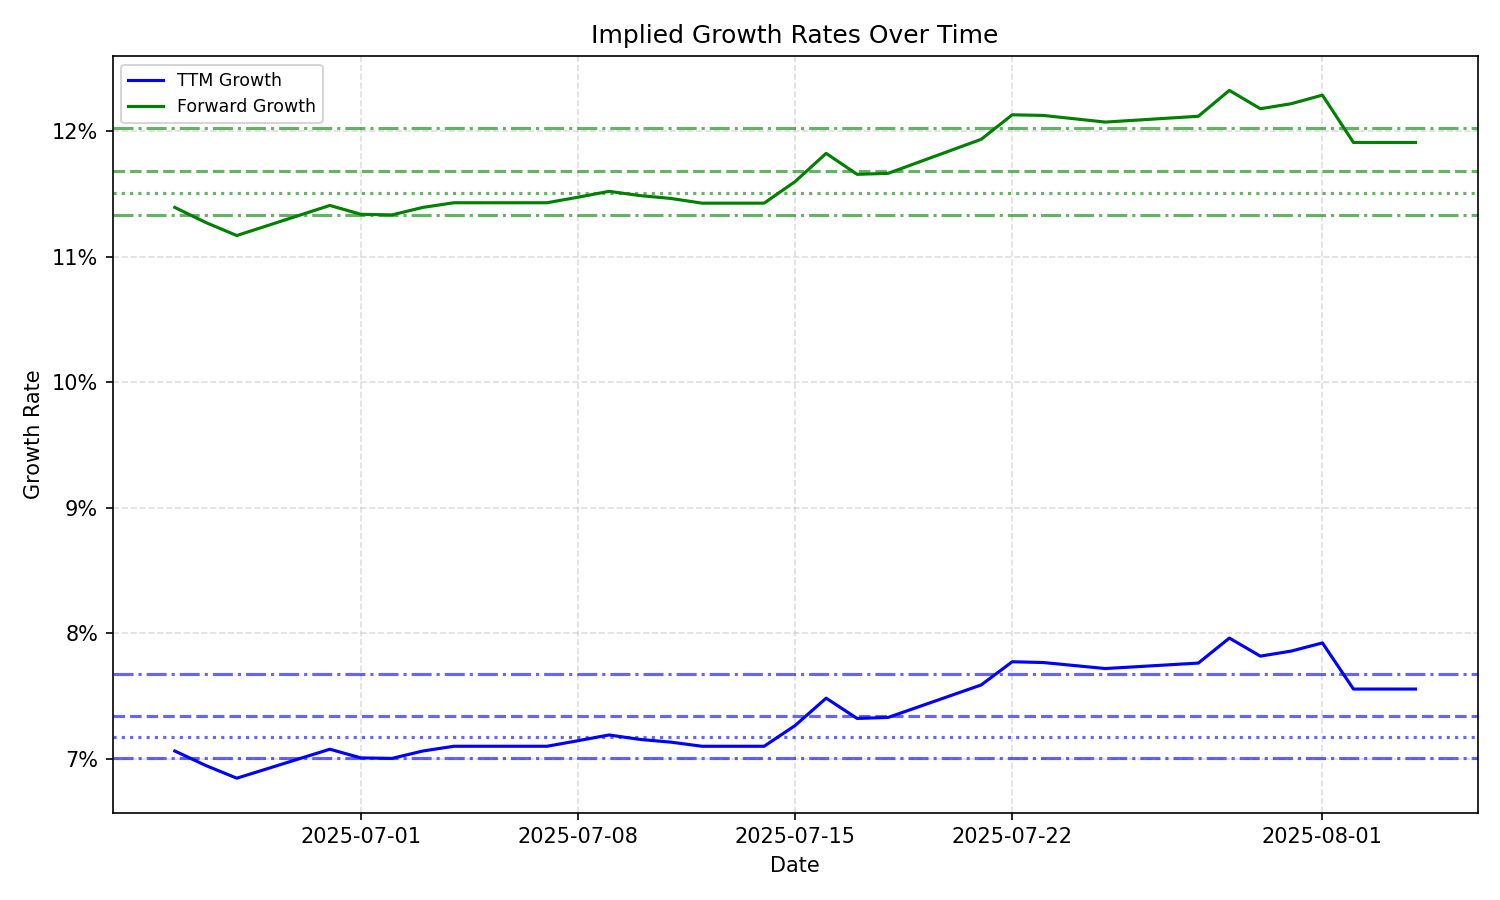 Implied Growth Rates Over Time
TTM Growth
Forward Growth
12%
11%
10%
9%
8%
7%
Growth Rate
2025-07-01
2025-07-08
2025-07-15
2025-07-22
2025-08-01
Date